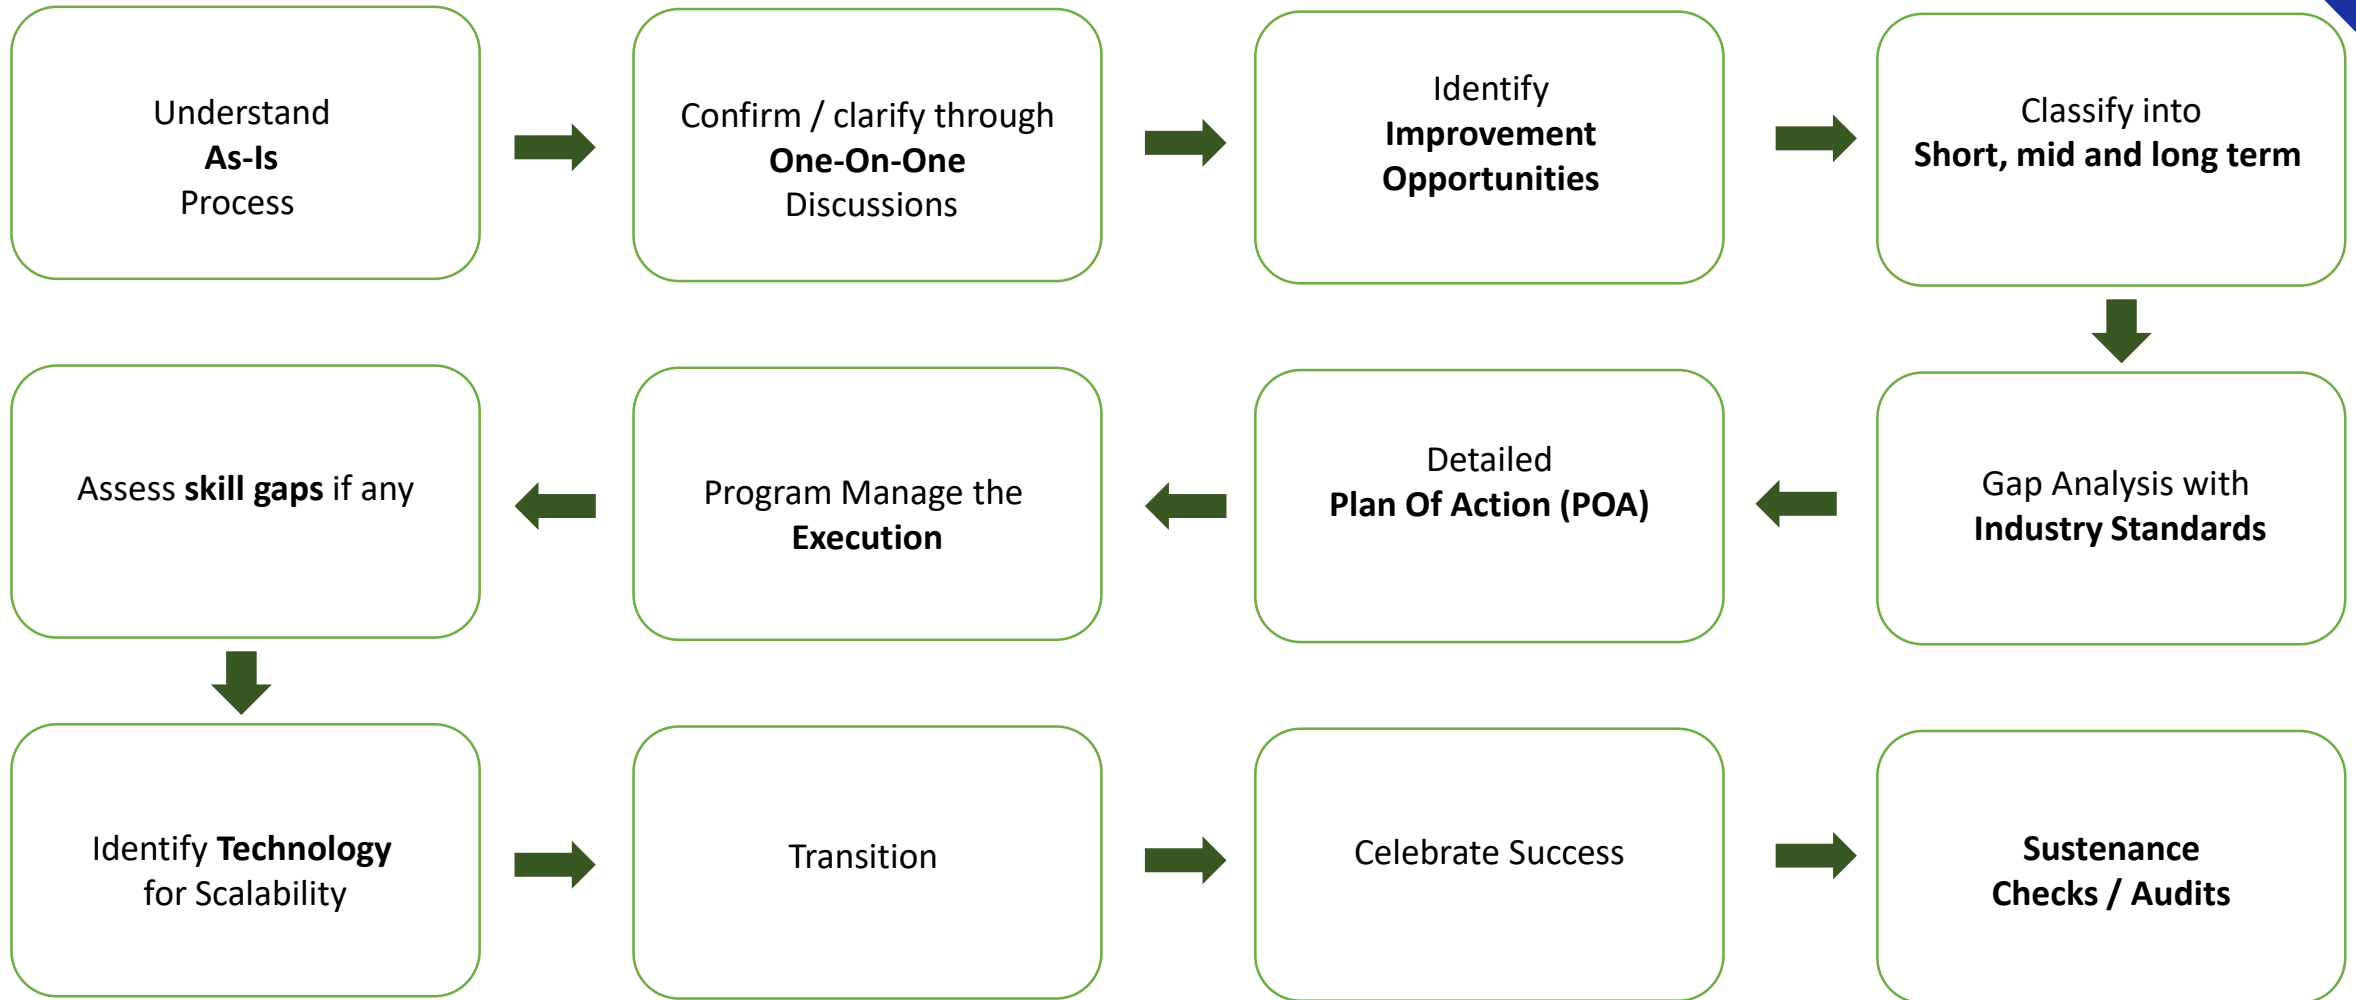 Understand
As-Is
Process
Confirm / clarify through
One-On-One
Discussions
Identify
Improvement
Opportunities
Classify into
Short, mid and long term
Gap Analysis with
Industry Standards
Detailed
Plan Of Action (POA)
Program Manage the
Execution
Assess skill gaps if any
Identify Technology
for Scalability
Transition
Celebrate Success
Sustenance
Checks / Audits